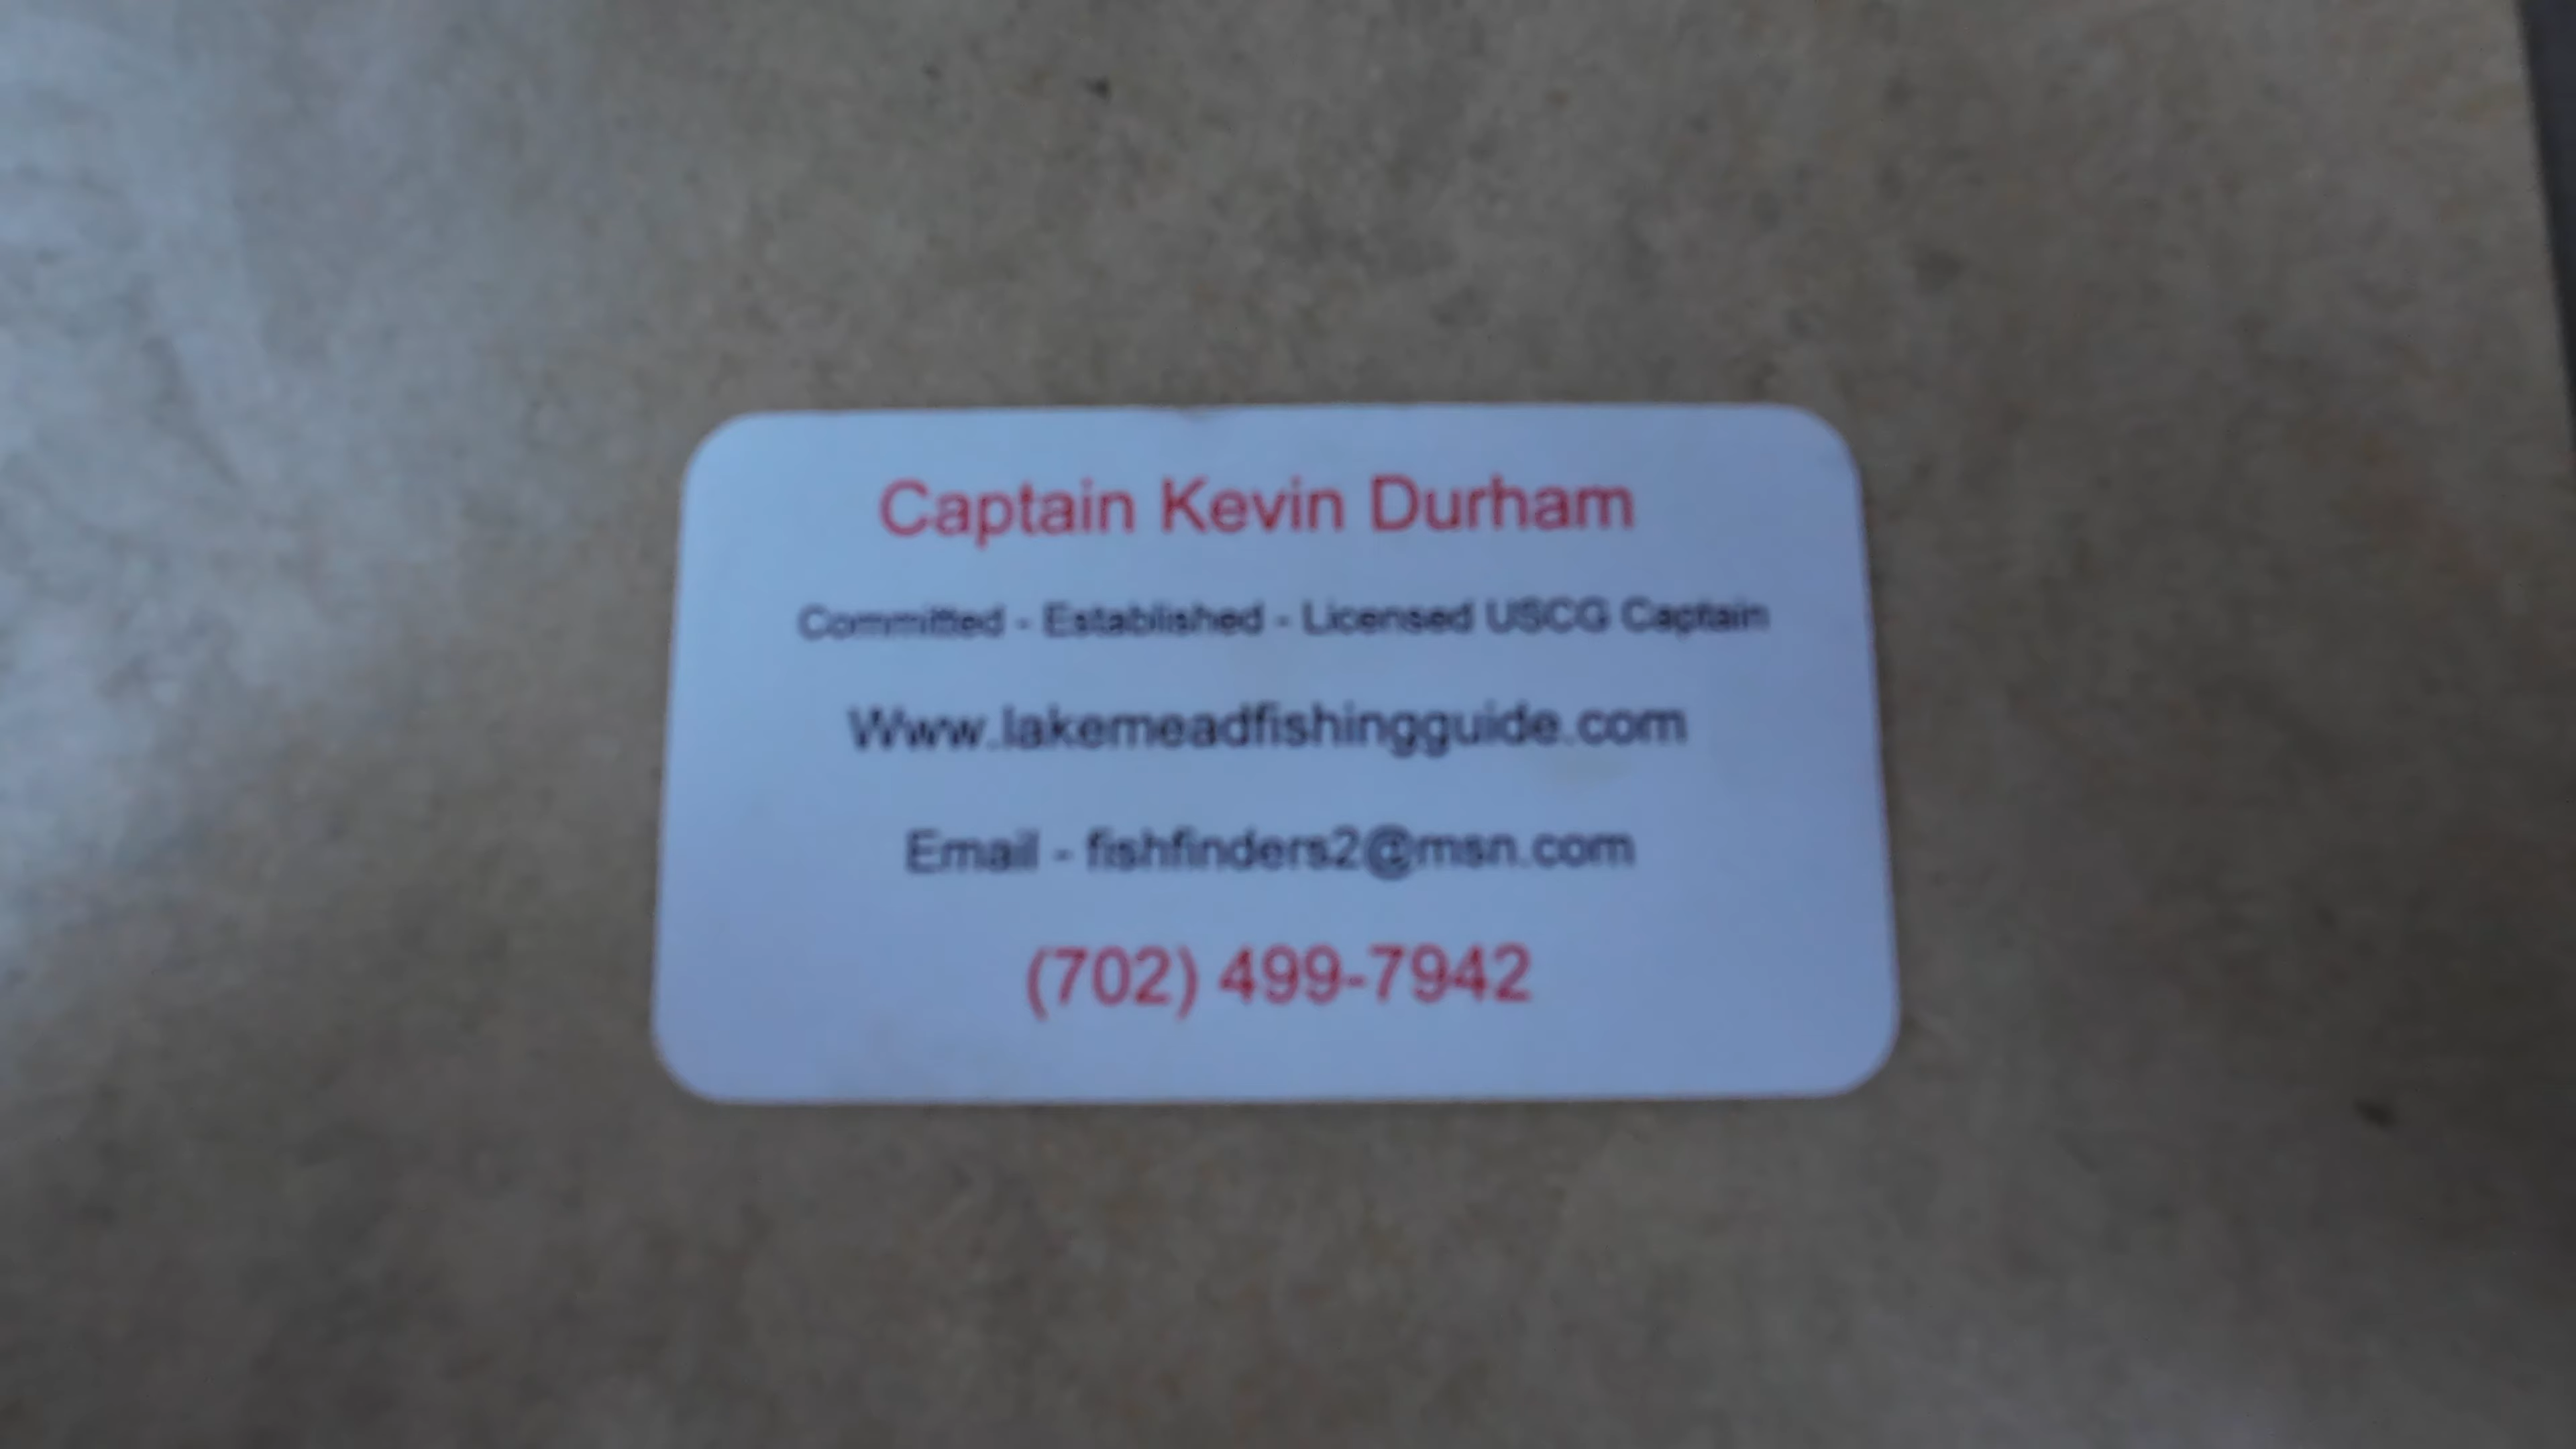 Captain Kevin Durham
Committed - Established - Licensed USCG Captain
Www.lakemeadfishingguide.com
Email - fishfinders2@msn.com
(702) 499-7942